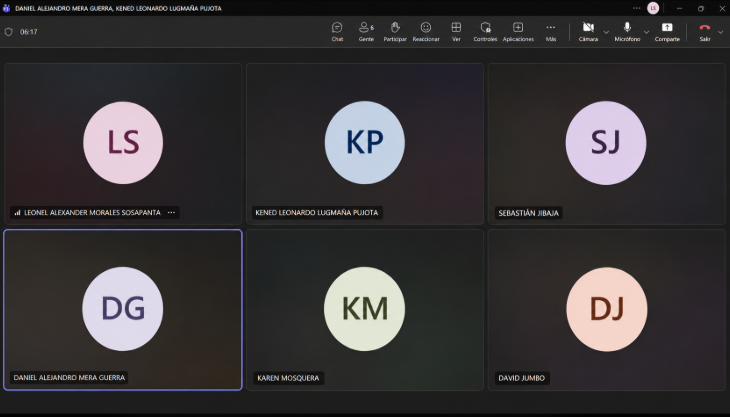 DANIEL ALEJANDRO MERA GUERRA, KENED LEONARDO LUGMAÑA PUJOTA
LS
06:17
6
Chat
Gente
Participar
Reaccionar
Ver
Controles
Aplicaciones
Más
Cámara
Micrófono
Comparte
Salir
LS
KP
SJ
LEONEL ALEXANDER MORALES SOSAPANTA
KENED LEONARDO LUGMAÑA PUJOTA
SEBASTIÁN JIBAJA
DG
KM
DJ
DANIEL ALEJANDRO MERA GUERRA
KAREN MOSQUERA
DAVID JUMBO